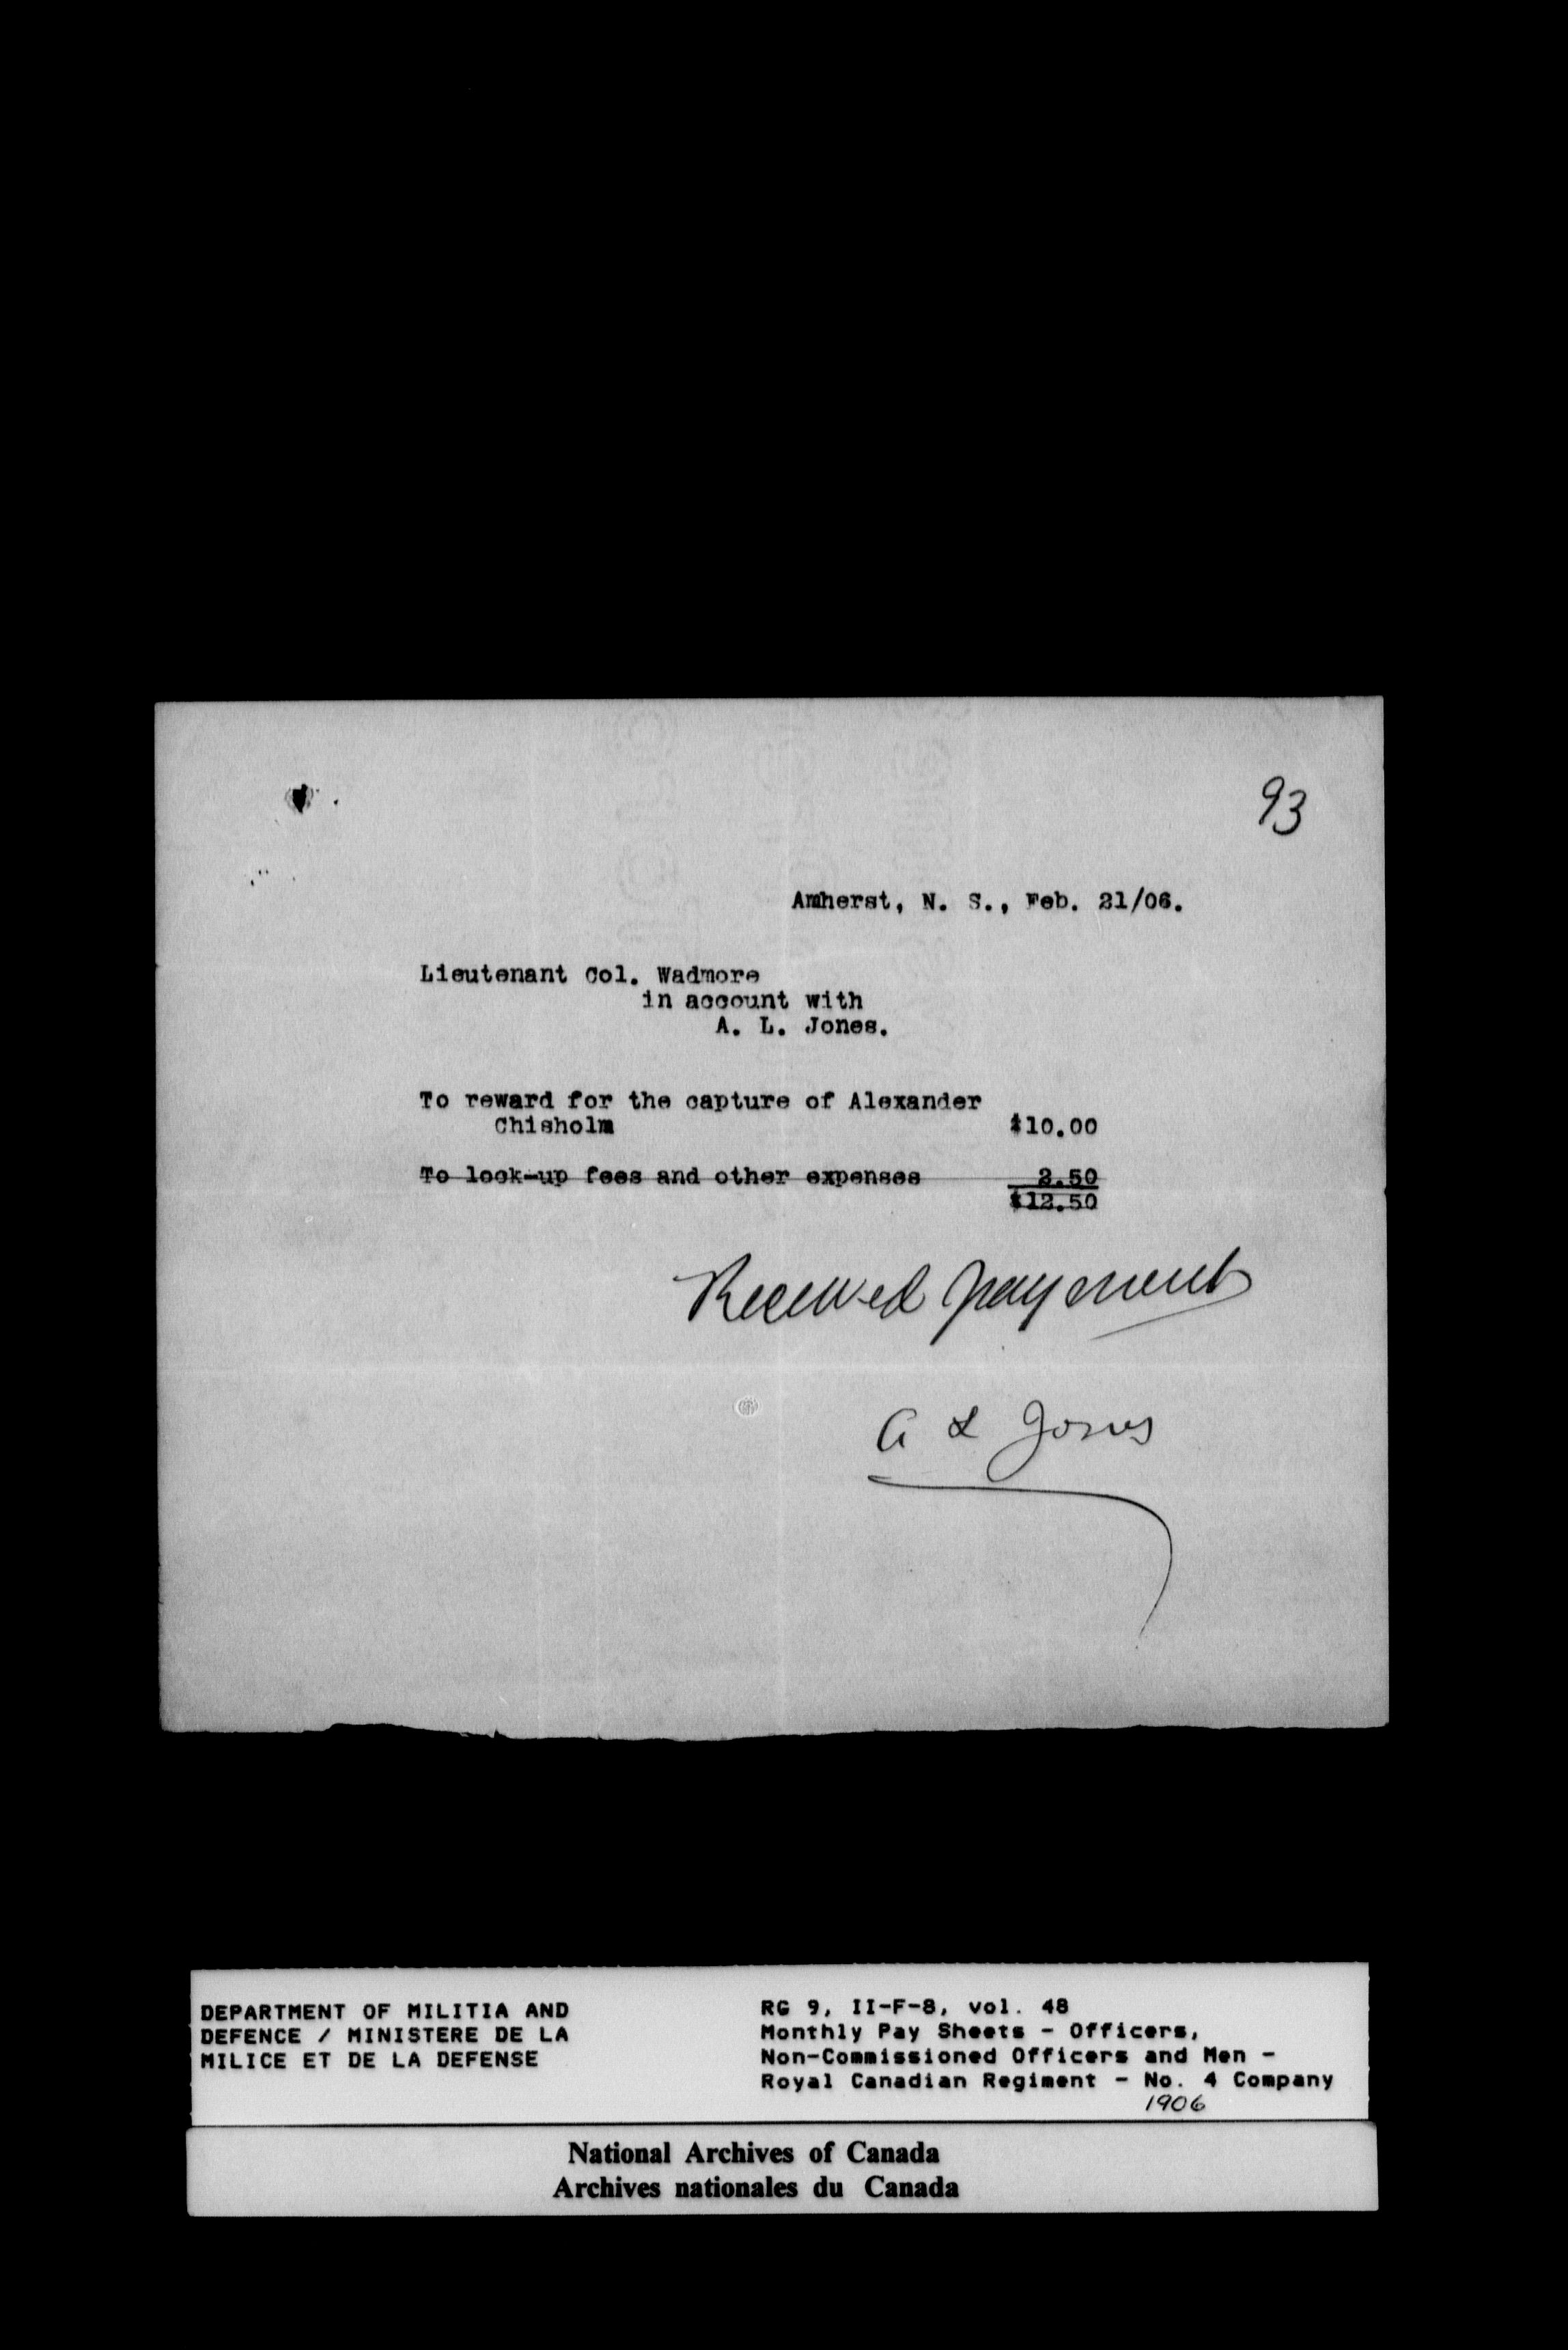 93
Amherst, N. S., Feb. 21/06.
Lieutenant Col. Wadmore
in account with
A. L. Jones.
To reward for the capture of Alexander
Chisholm $10.00
To lock-up fees and other expenses 2.50
$12.50
Received payment
A L Jones
DEPARTMENT OF MILITIA AND
DEFENCE / MINISTERE DE LA
MILICE ET DE LA DEFENSE
RG 9, II-F-8, vol. 48
Monthly Pay Sheets - Officers,
Non-Commissioned Officers and Men -
Royal Canadian Regiment - No. 4 Company
1906
National Archives of Canada
Archives nationales du Canada